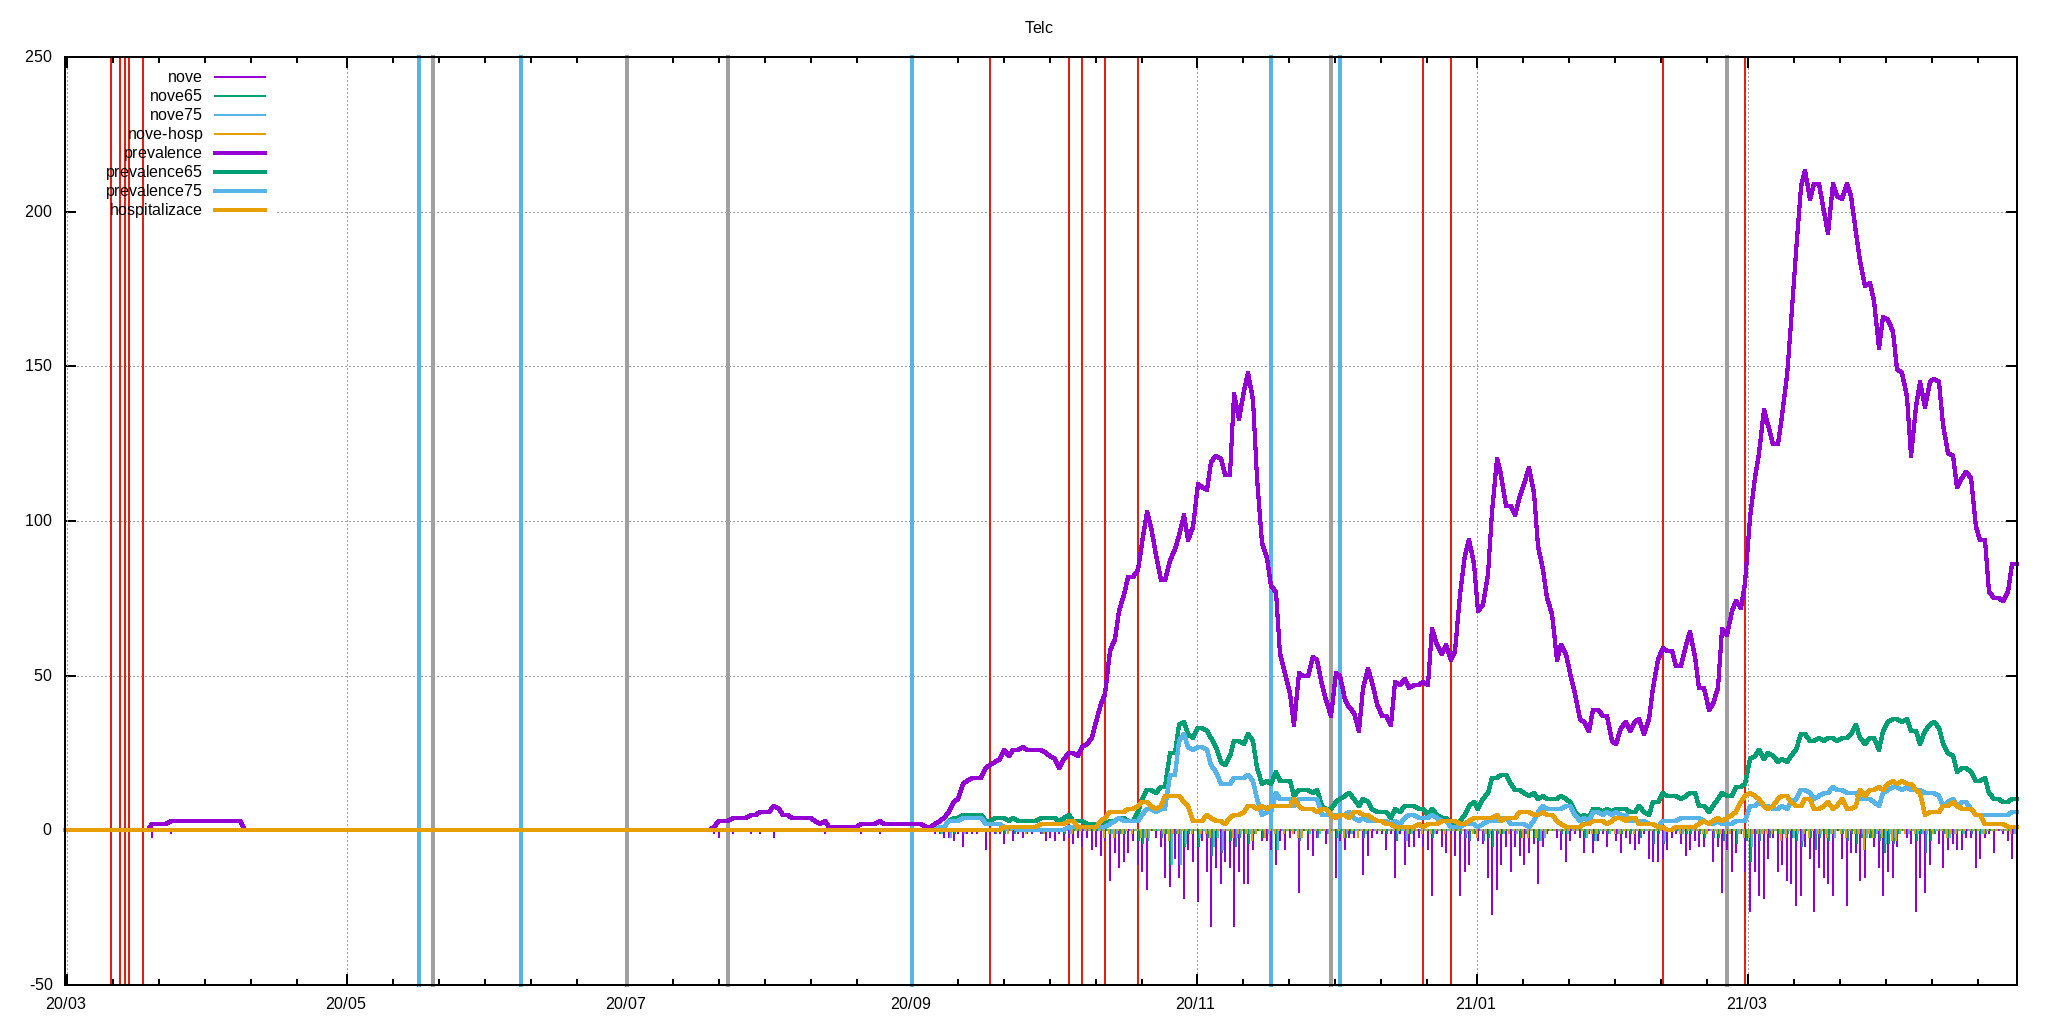 Telc
250
nove
nove65
nove75
nove-hosp
prevalence
prevalence65
prevalence75
hospitalizace
200
150
100
50
0
-50
20/03 20/05 20/07 20/09 20/11 21/01 21/03